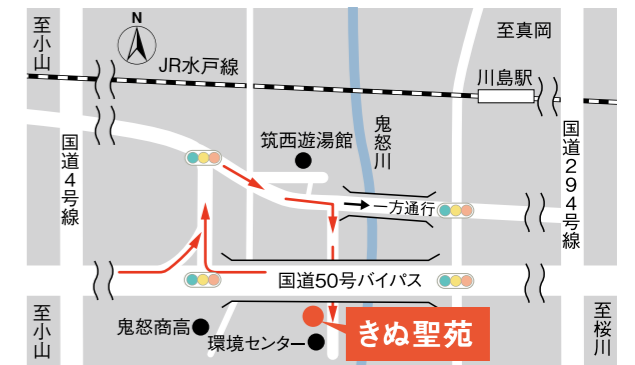 至小山
N
JR水戸線
至真岡
川島駅
国道4号線
筑西遊湯館
鬼怒川
国道294号線
一方通行
国道50号バイパス
至小山
鬼怒商高
環境センター
きぬ聖苑
至桜川